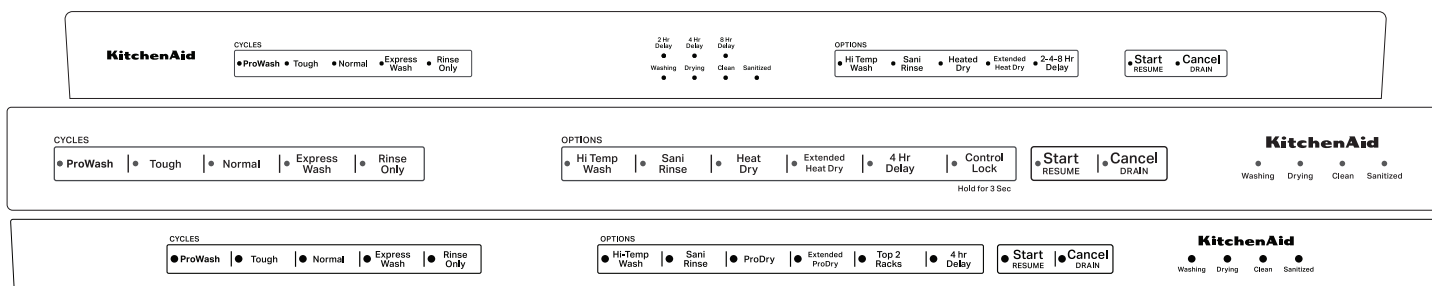 KitchenAid
CYCLES
ProWash Tough Normal Express Wash Rinse Only
2 Hr Delay 4 Hr Delay 8 Hr Delay
Washing Drying Clean Sanitized
OPTIONS
Hi Temp Wash Sani Rinse Heated Dry Extended Heat Dry 2-4-8 Hr Delay
Start RESUME Cancel DRAIN
CYCLES
ProWash Tough Normal Express Wash Rinse Only
OPTIONS
Hi Temp Wash Sani Rinse Heat Dry Extended Heat Dry 4 Hr Delay Control Lock
Hold for 3 Sec
Start RESUME Cancel DRAIN
KitchenAid
Washing Drying Clean Sanitized
CYCLES
ProWash Tough Normal Express Wash Rinse Only
OPTIONS
Hi-Temp Wash Sani Rinse ProDry Extended ProDry Top 2 Racks 4 hr Delay
Start RESUME Cancel DRAIN
KitchenAid
Washing Drying Clean Sanitized